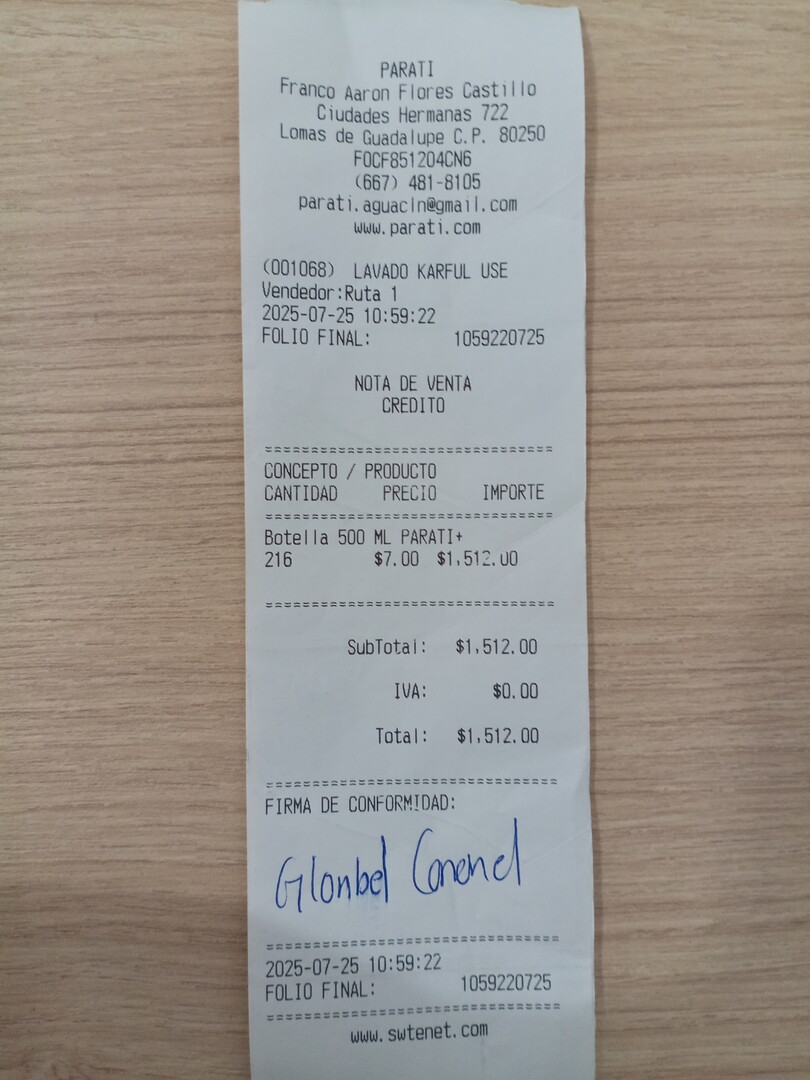 PARATI
Franco Aaron Flores Castillo
Ciudades Hermanas 722
Lomas de Guadalupe C.P. 80250
FOCF851204CN6
(667) 481-8105
parati.aguacln@gmail.com
www.parati.com
(001068) LAVADO KARFUL USE
Vendedor:Ruta 1
2025-07-25 10:59:22
FOLIO FINAL: 1059220725
NOTA DE VENTA
CREDITO
==============================
CONCEPTO / PRODUCTO
CANTIDAD PRECIO IMPORTE
==============================
Botella 500 ML PARATI+
216 $7.00 $1,512.00
==============================
SubTotal: $1,512.00
IVA: $0.00
Total: $1,512.00
==============================
FIRMA DE CONFORMIDAD:
==============================
2025-07-25 10:59:22
FOLIO FINAL: 1059220725
==============================
www.swtenet.com